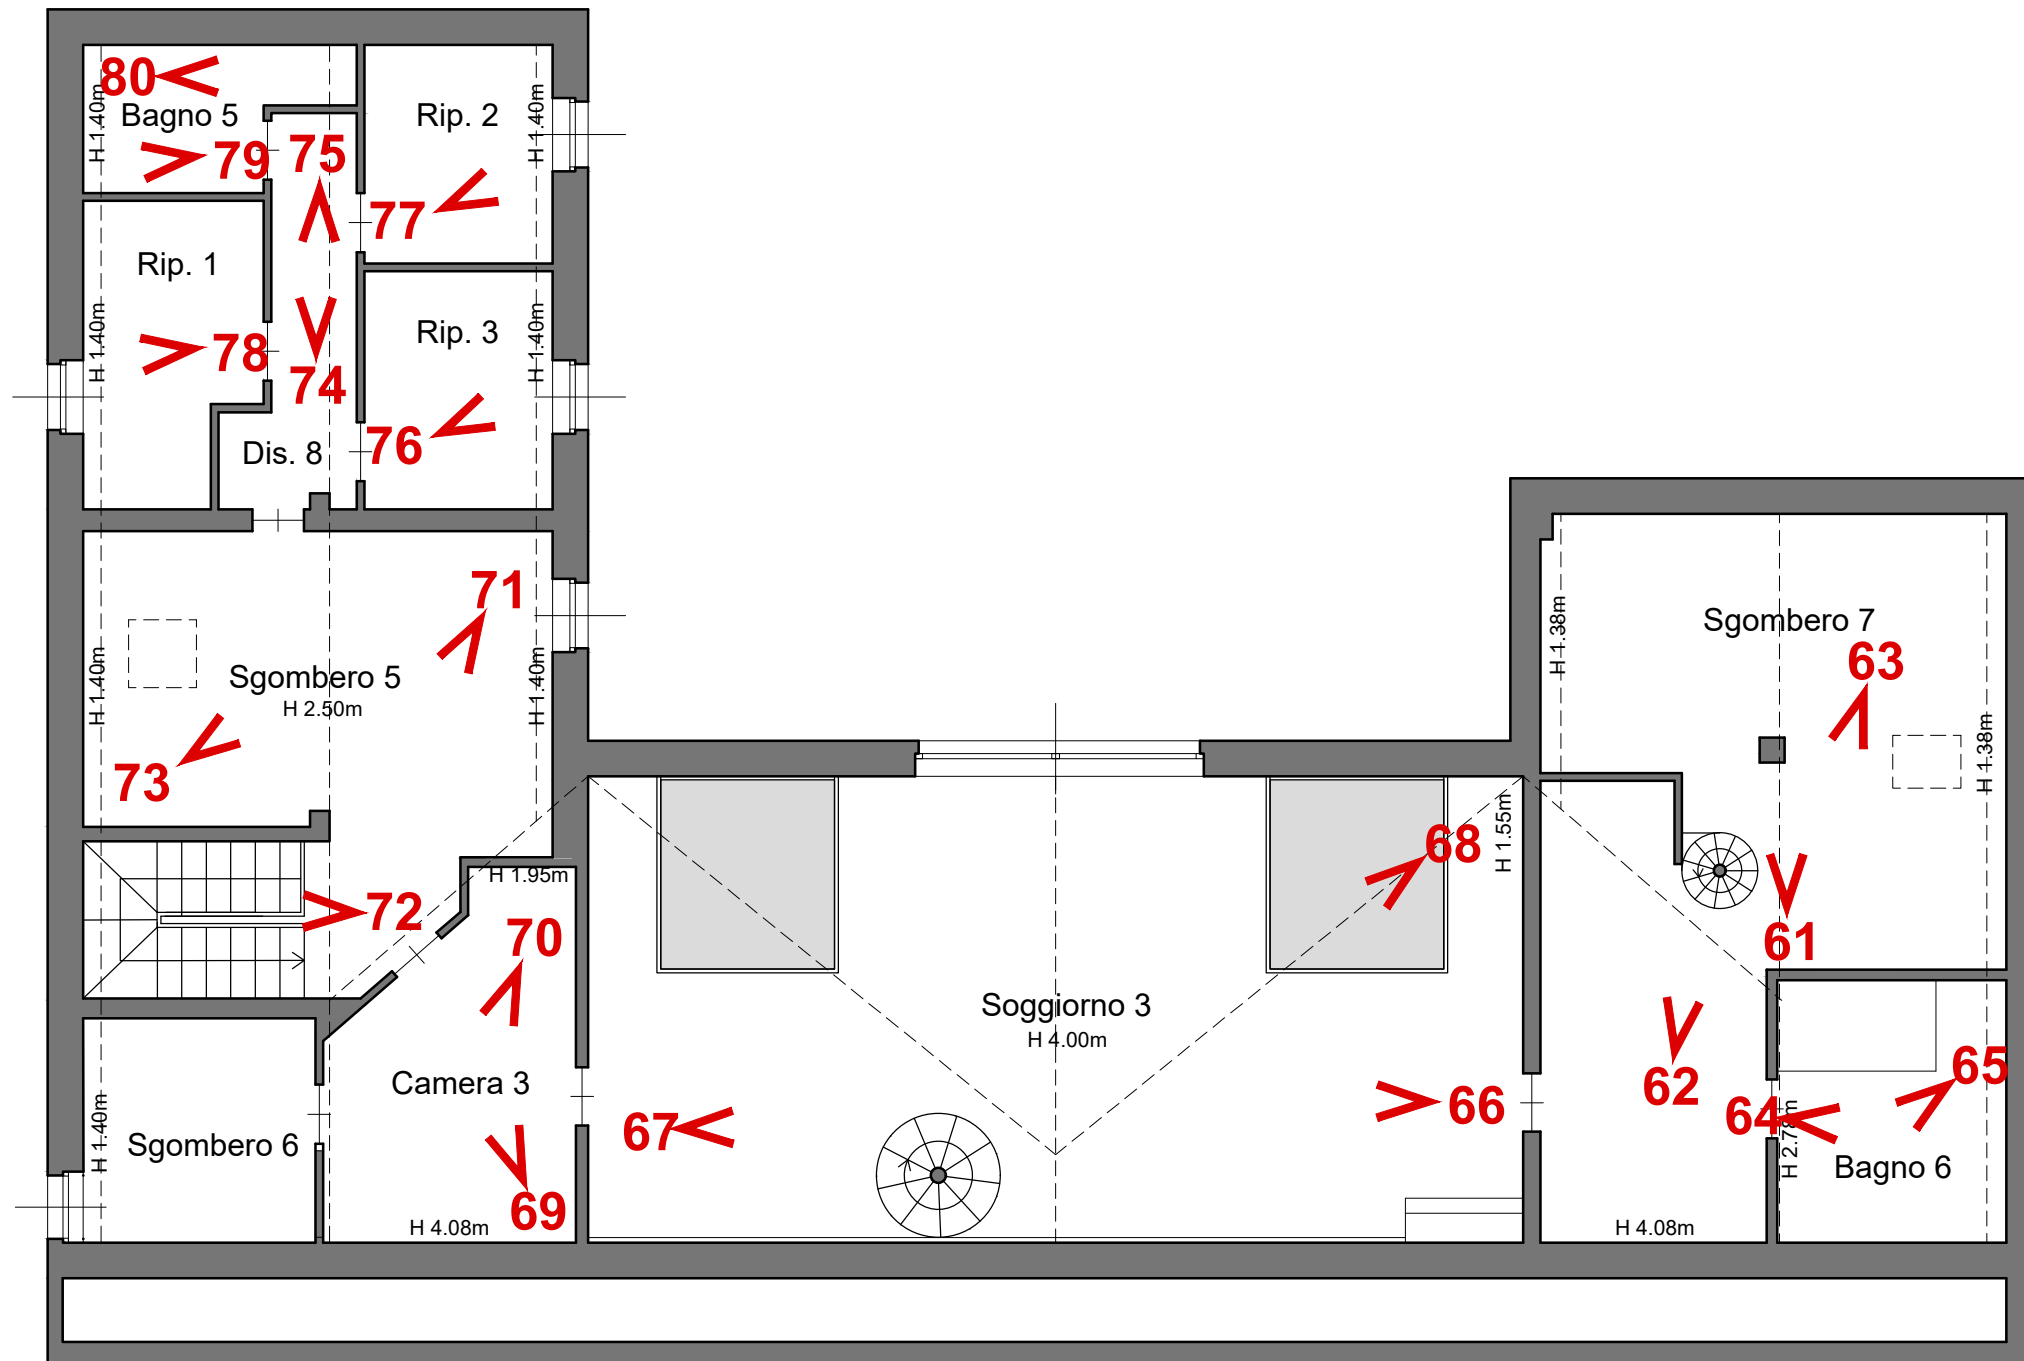 80
Bagno 5
H 1.40m
79
75
Rip. 2
H 1.40m
77
Rip. 1
H 1.40m
78
74
Rip. 3
H 1.40m
76
Dis. 8
71
Sgombero 5
H 2.50m
H 1.40m
H 1.40m
73
72
H 1.95m
70
Camera 3
69
H 4.08m
Sgombero 6
H 1.40m
67
Soggiorno 3
H 4.00m
68
H 1.55m
66
Sgombero 7
H 1.38m
63
H 1.38m
61
62
H 4.08m
64
65
H 2.78m
Bagno 6